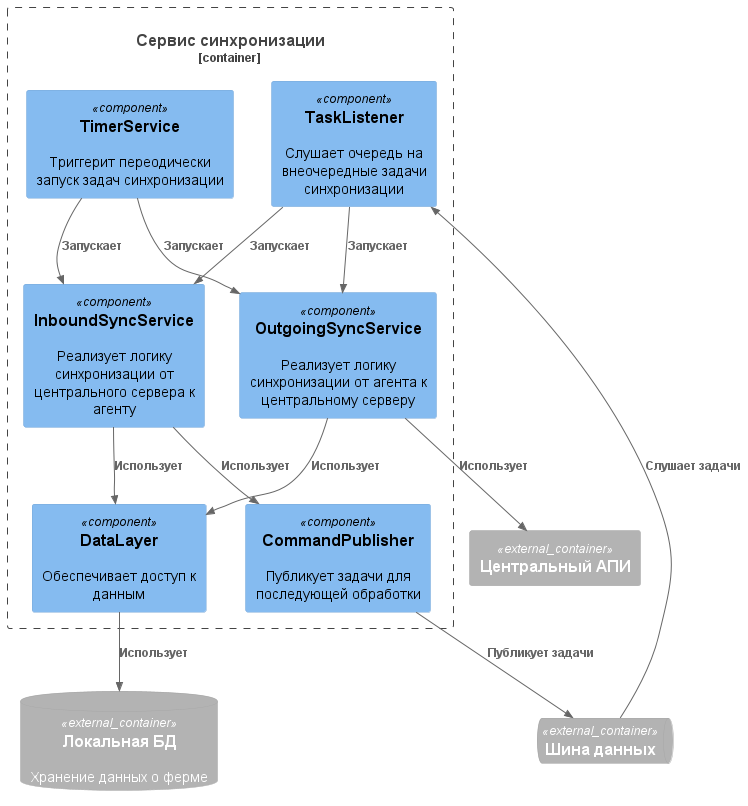 Сервис синхронизации
[container]
«component»
TimerService
Триггерит переодически
запуск задач синхронизации
«component»
TaskListener
Слушает очередь на
внеочередные задачи
синхронизации
Запускает
Запускает
Запускает
Запускает
«component»
InboundSyncService
Реализует логику
синхронизации от
центрального сервера к
агенту
«component»
OutgoingSyncService
Реализует логику
синхронизации от агента к
центральному серверу
Использует
Использует
Использует
Использует
Слушает задачи
«component»
DataLayer
Обеспечивает доступ к
данным
«component»
CommandPublisher
Публикует задачи для
последующей обработки
«external_container»
Центральный АПИ
Использует
Публикует задачи
«external_container»
Локальная БД
Хранение данных о ферме
«external_container»
Шина данных